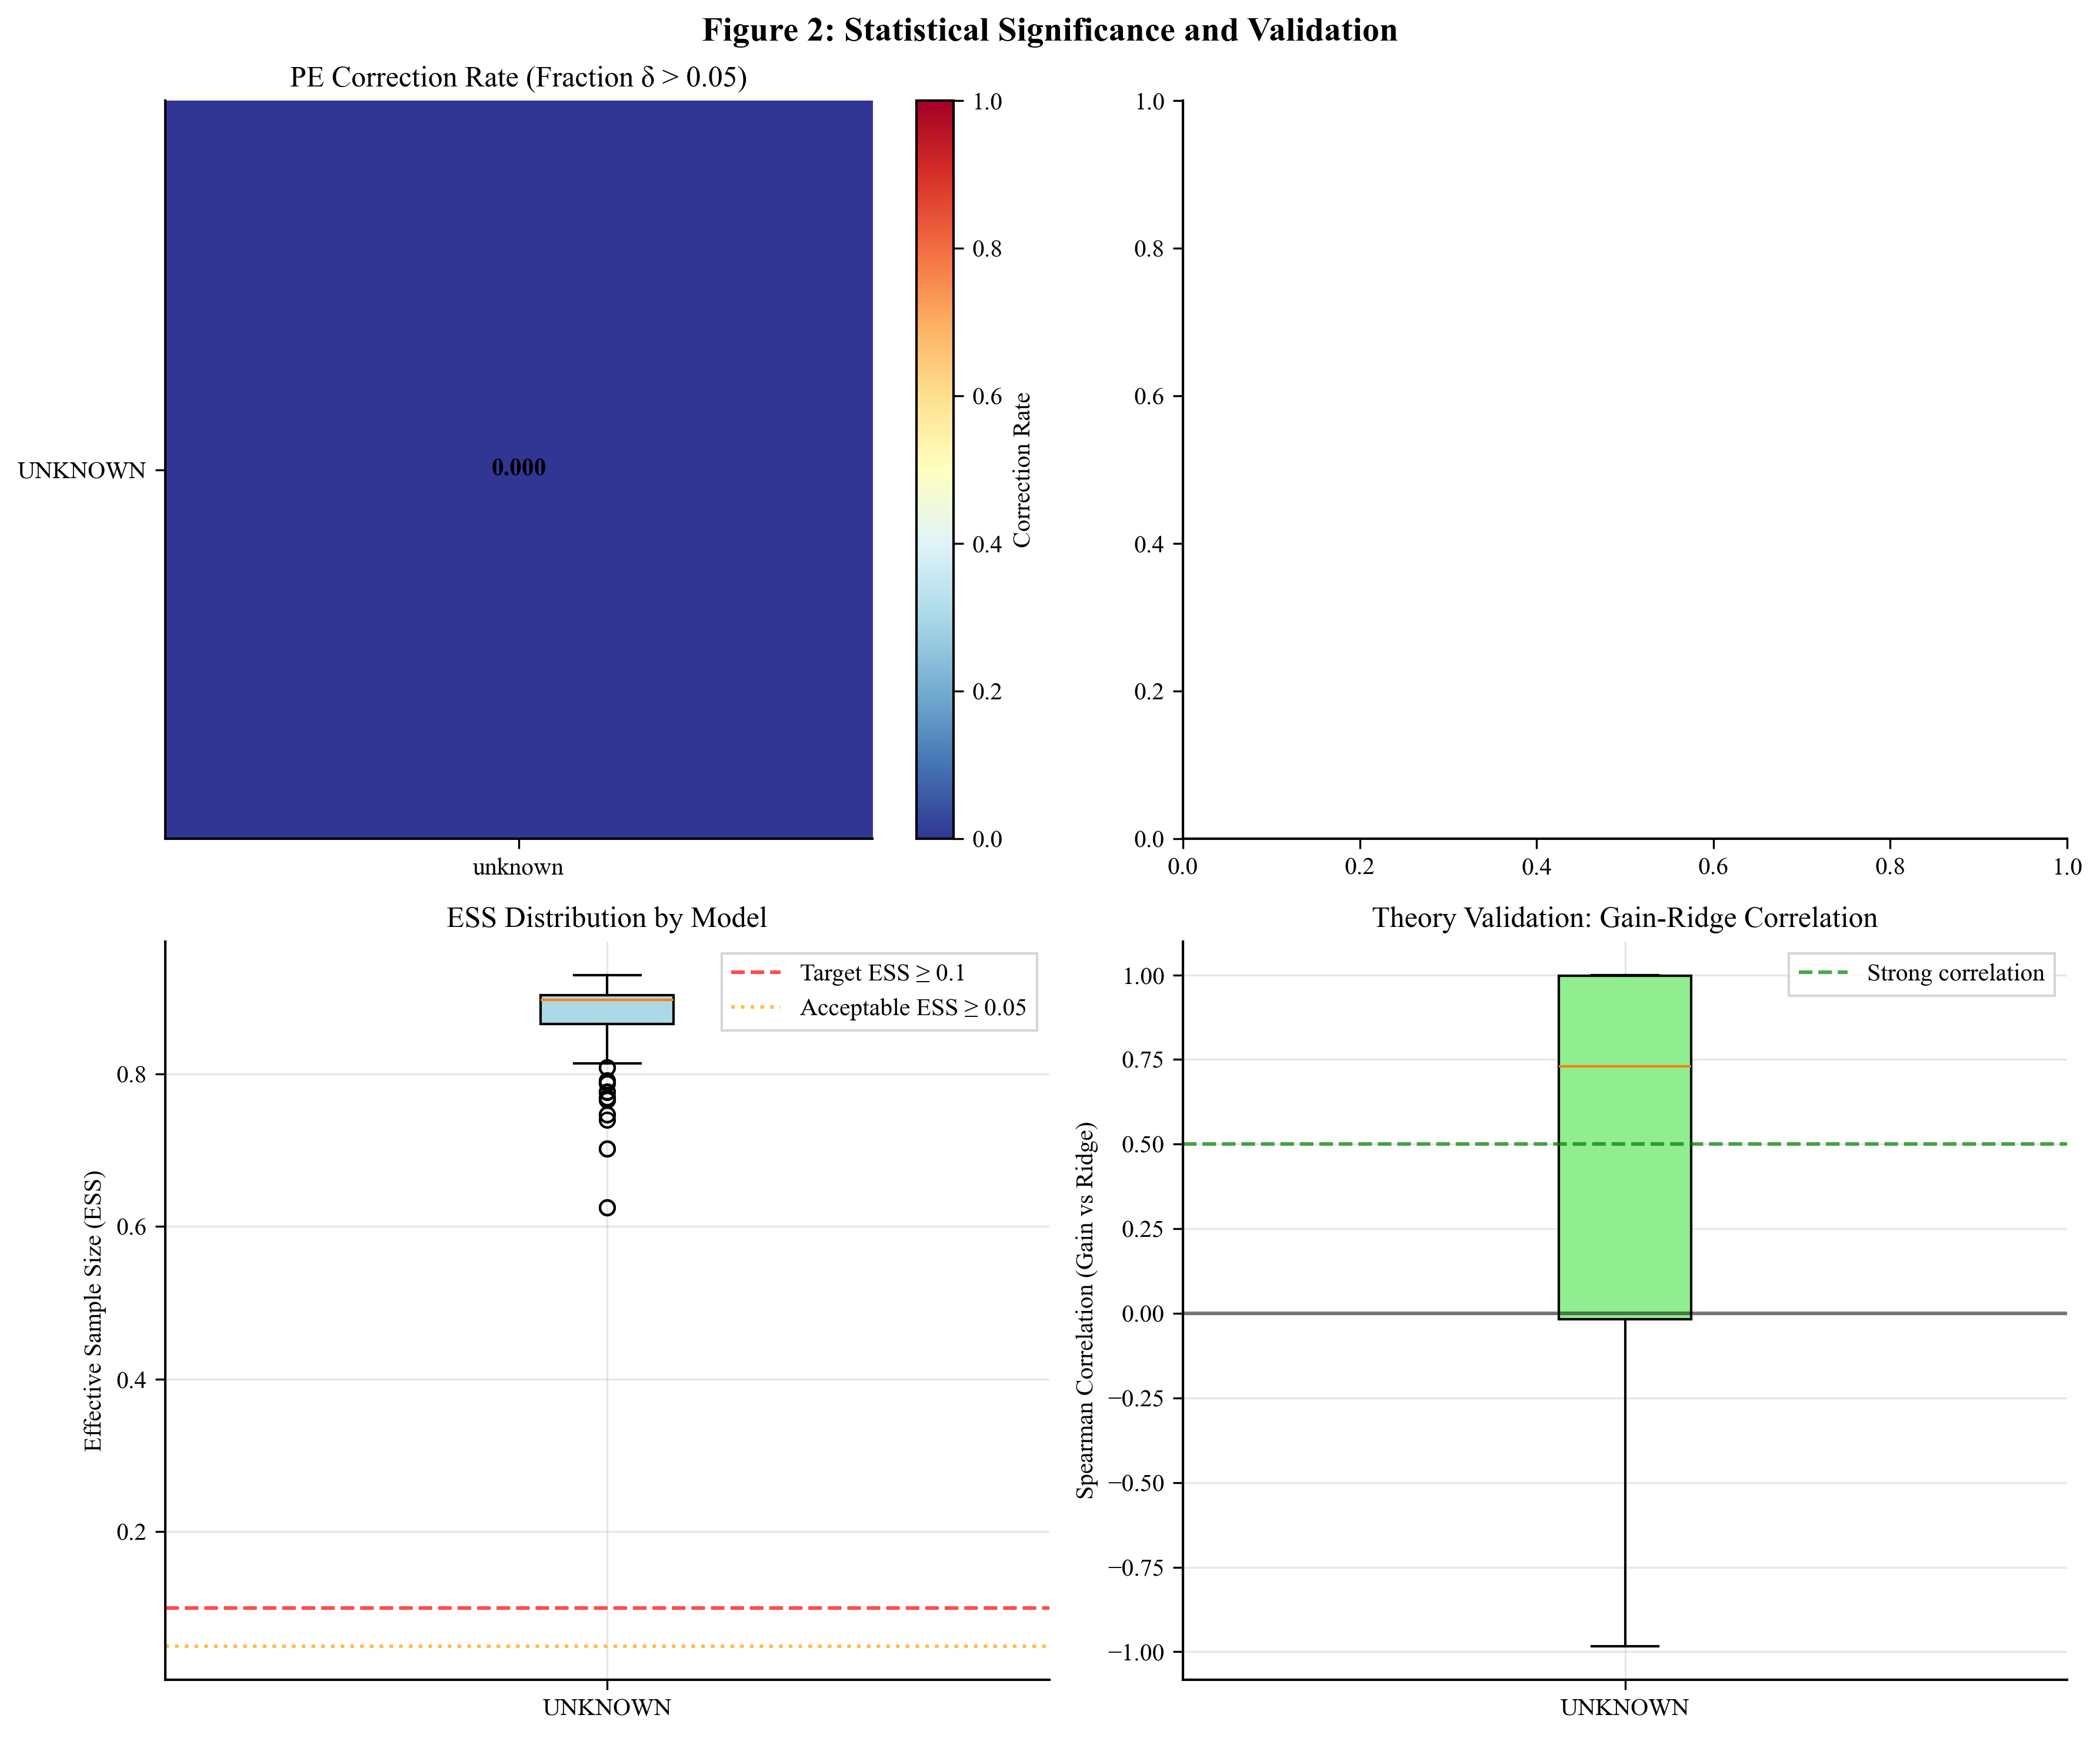 Figure 2: Statistical Significance and Validation
PE Correction Rate (Fraction δ > 0.05)
UNKNOWN
0.000
unknown
1.0
0.8
0.6
0.4
0.2
0.0
Correction Rate
1.0
0.8
0.6
0.4
0.2
0.0
0.0 0.2 0.4 0.6 0.8 1.0
ESS Distribution by Model
Target ESS ≥ 0.1
Acceptable ESS ≥ 0.05
Effective Sample Size (ESS)
0.8
0.6
0.4
0.2
UNKNOWN
Theory Validation: Gain-Ridge Correlation
Strong correlation
Spearman Correlation (Gain vs Ridge)
1.00
0.75
0.50
0.25
0.00
−0.25
−0.50
−0.75
−1.00
UNKNOWN